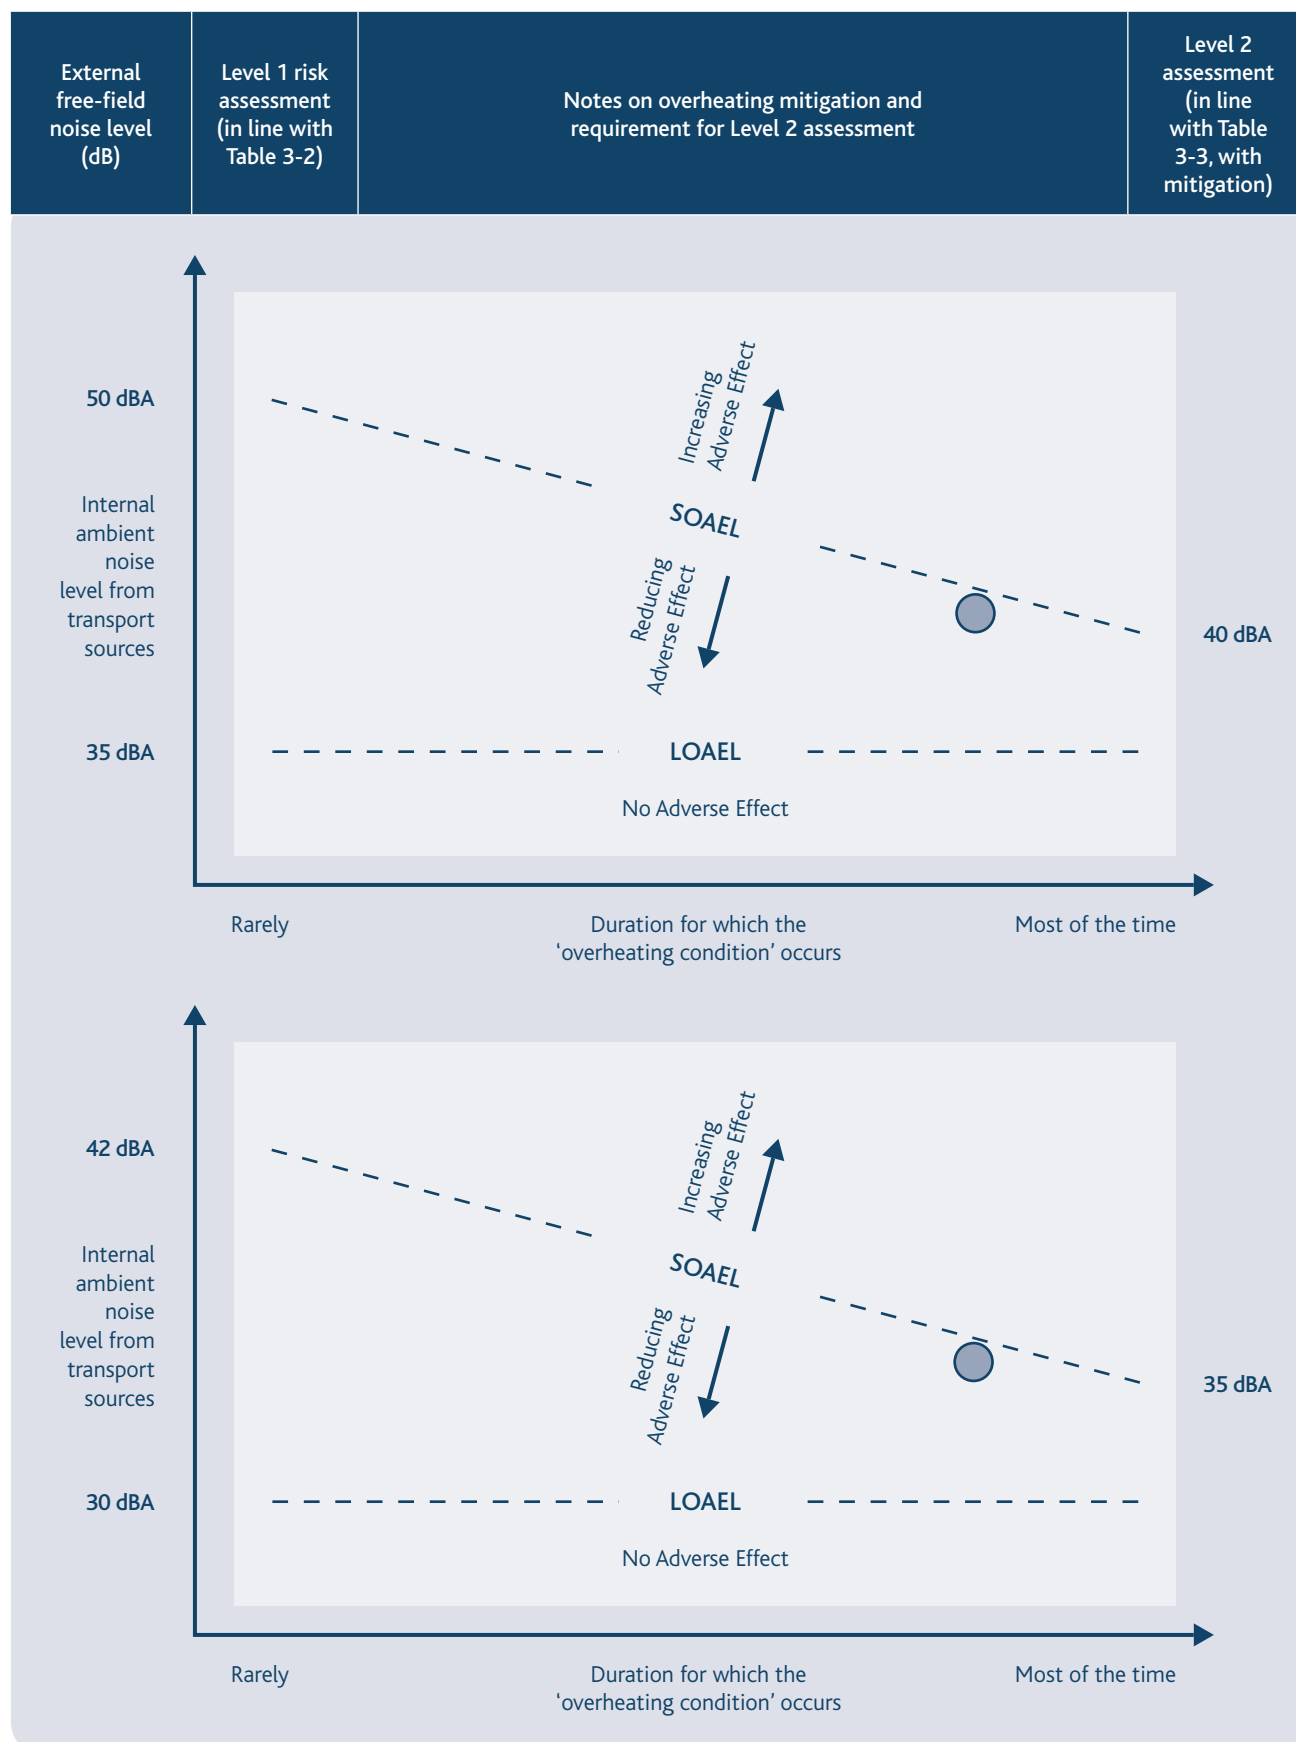 External
free-field
noise level
(dB)
Level 1 risk
assessment
(in line with
Table 3-2)
Notes on overheating mitigation and
requirement for Level 2 assessment
Level 2
assessment
(in line
with Table
3-3, with
mitigation)
50 dBA
Internal
ambient
noise
level from
transport
sources
35 dBA
Increasing
Adverse Effect
SOAEL
Reducing
Adverse Effect
40 dBA
LOAEL
No Adverse Effect
Rarely
Duration for which the
‘overheating condition’ occurs
Most of the time
42 dBA
Internal
ambient
noise
level from
transport
sources
30 dBA
Increasing
Adverse Effect
SOAEL
Reducing
Adverse Effect
35 dBA
LOAEL
No Adverse Effect
Rarely
Duration for which the
‘overheating condition’ occurs
Most of the time